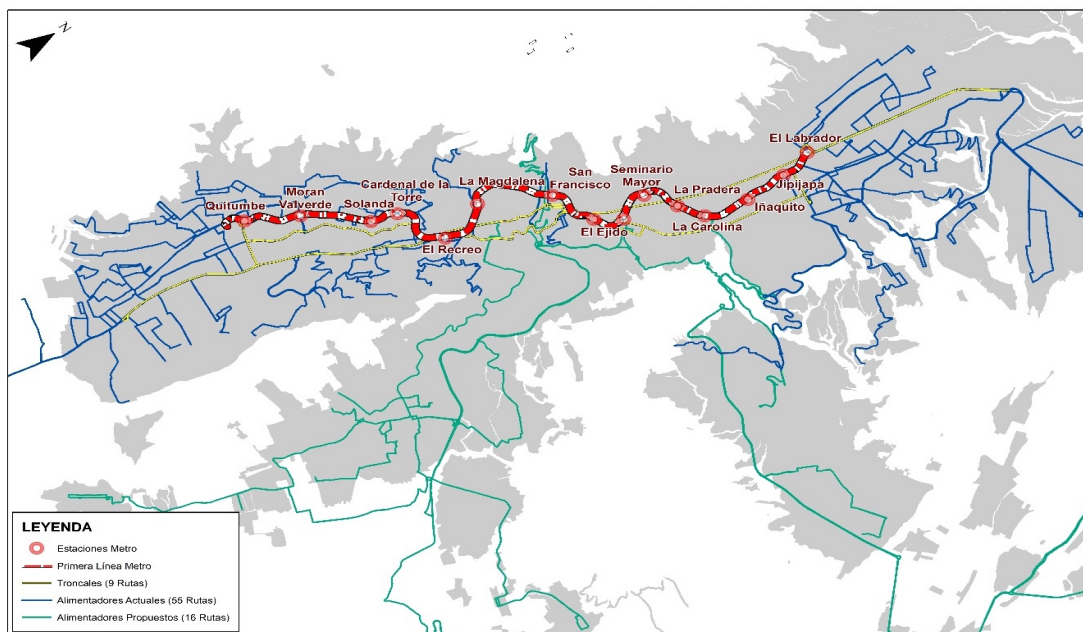 N
El Labrador
Seminario
Mayor
San
Francisco
La Magdalena
Cardenal de la
Torre
Moran
Valverde
Quitumbe
Solanda
La Pradera
Jipijapa
Iñaquito
La Carolina
El Ejido
El Recreo
LEYENDA
Estaciones Metro
Primera Línea Metro
Troncales (9 Rutas)
Alimentadores Actuales (55 Rutas)
Alimentadores Propuestos (16 Rutas)